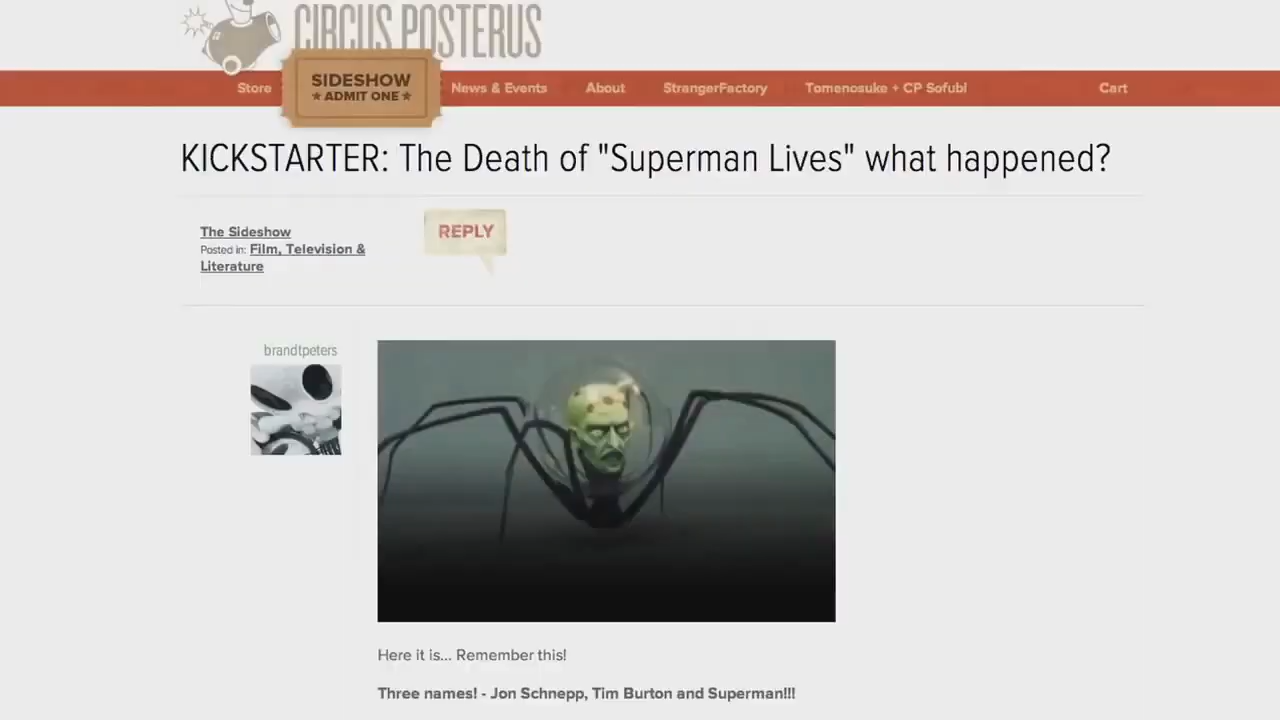 CIRCUS POSTERUS
Store
SIDESHOW
★ ADMIT ONE ★
News & Events
About
StrangerFactory
Tomenosuke + CP Sofubi
Cart
KICKSTARTER: The Death of "Superman Lives" what happened?
The Sideshow
Posted in: Film, Television &
Literature
REPLY
brandtpeters
Here it is... Remember this!
Three names! - Jon Schnepp, Tim Burton and Superman!!!